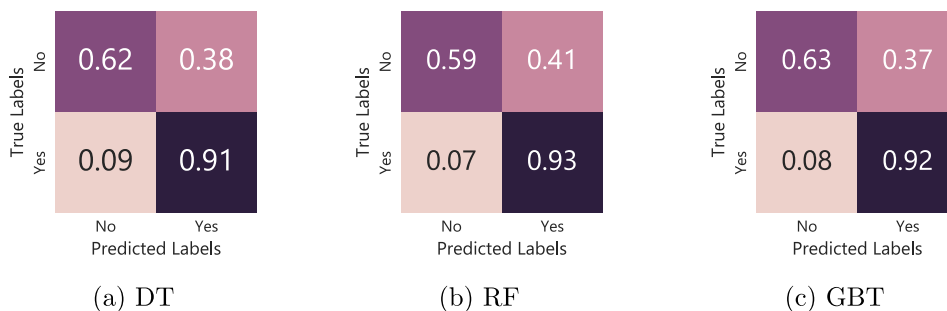 True Labels
No
Yes
0.62 0.38
0.09 0.91
No Yes
Predicted Labels
(a) DT
True Labels
No
Yes
0.59 0.41
0.07 0.93
No Yes
Predicted Labels
(b) RF
True Labels
No
Yes
0.63 0.37
0.08 0.92
No Yes
Predicted Labels
(c) GBT